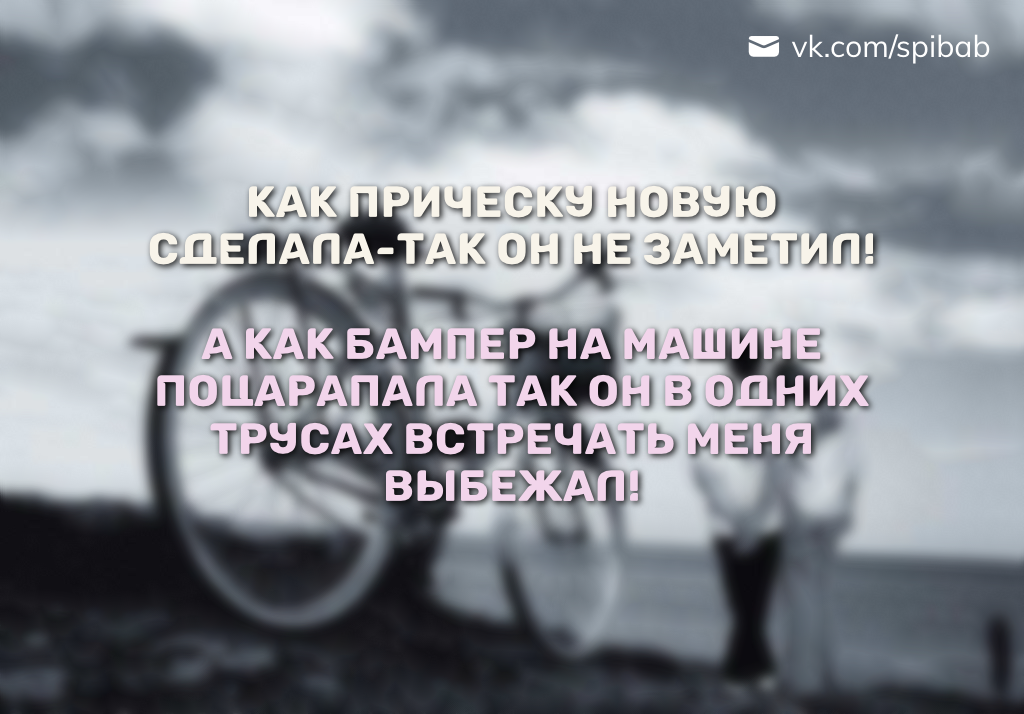 vk.com/spibab
КАК ПРИЧЕСКУ НОВУЮ
СДЕЛАЛА-ТАК ОН НЕ ЗАМЕТИЛ!
А КАК БАМПЕР НА МАШИНЕ
ПОЦАРАПАЛА ТАК ОН В ОДНИХ
ТРУСАХ ВСТРЕЧАТЬ МЕНЯ
ВЫБЕЖАЛ!